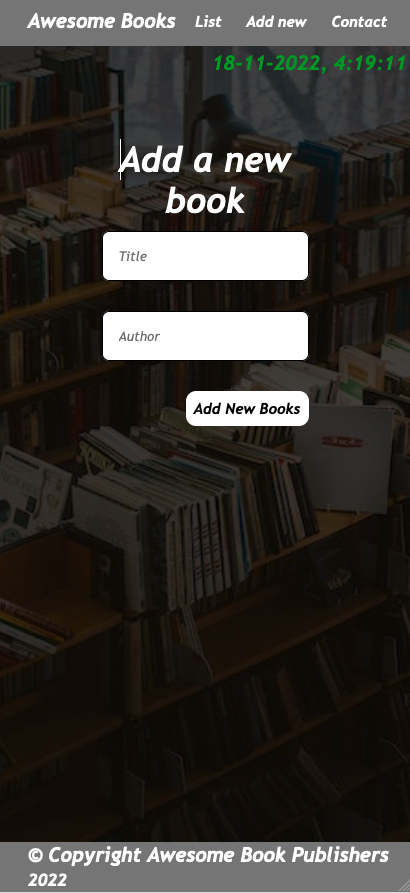 Awesome Books List Add new Contact
18-11-2022, 4:19:11
Add a new
book
Title
Author
Add New Books
© Copyright Awesome Book Publishers
2022